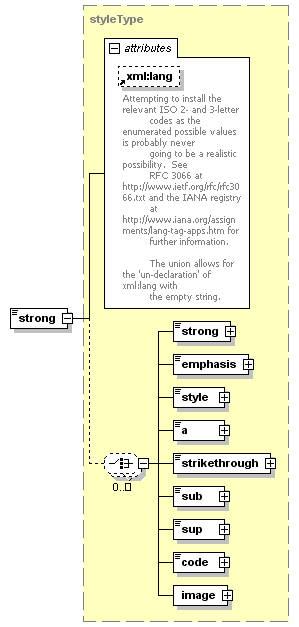 styleType
attributes
xml:lang
Attempting to install the
relevant ISO 2- and 3-letter
codes as the
enumerated possible values
is probably never
going to be a realistic
possibility.  See
RFC 3066 at
http://www.ietf.org/rfc/rfc30
66.txt and the IANA registry
at
http://www.iana.org/assign
ments/lang-tag-apps.htm for
further information.
The union allows for
the 'un-declaration' of
xml:lang with
the empty string.
strong
strong
emphasis
style
a
strikethrough
0..▯
sub
sup
code
image